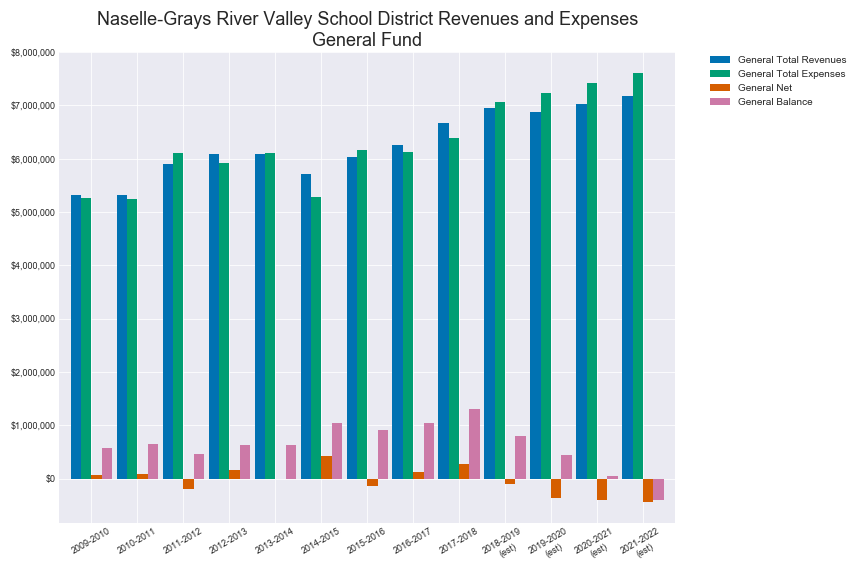 Naselle-Grays River Valley School District Revenues and Expenses
General Fund
$8,000,000
$7,000,000
$6,000,000
$5,000,000
$4,000,000
$3,000,000
$2,000,000
$1,000,000
$0
2009-2010
2010-2011
2011-2012
2012-2013
2013-2014
2014-2015
2015-2016
2016-2017
2017-2018
2018-2019
(est)
2019-2020
(est)
2020-2021
(est)
2021-2022
(est)
General Total Revenues
General Total Expenses
General Net
General Balance